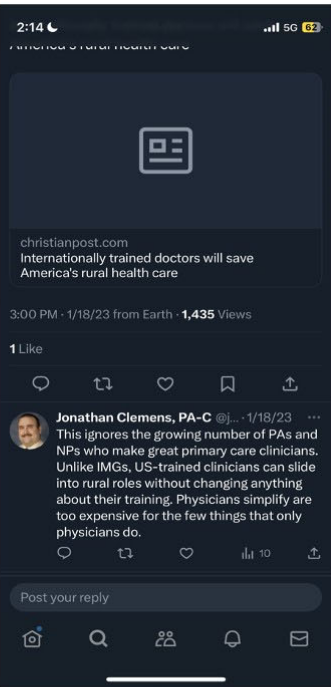 2:14
5G 62
America's rural health care
christianpost.com
Internationally trained doctors will save
America's rural health care
3:00 PM · 1/18/23 from Earth · 1,435 Views
1 Like
Jonathan Clemens, PA-C @j... · 1/18/23 ...
This ignores the growing number of PAs and
NPs who make great primary care clinicians.
Unlike IMGs, US-trained clinicians can slide
into rural roles without changing anything
about their training. Physicians simplify are
too expensive for the few things that only
physicians do.
10
Post your reply